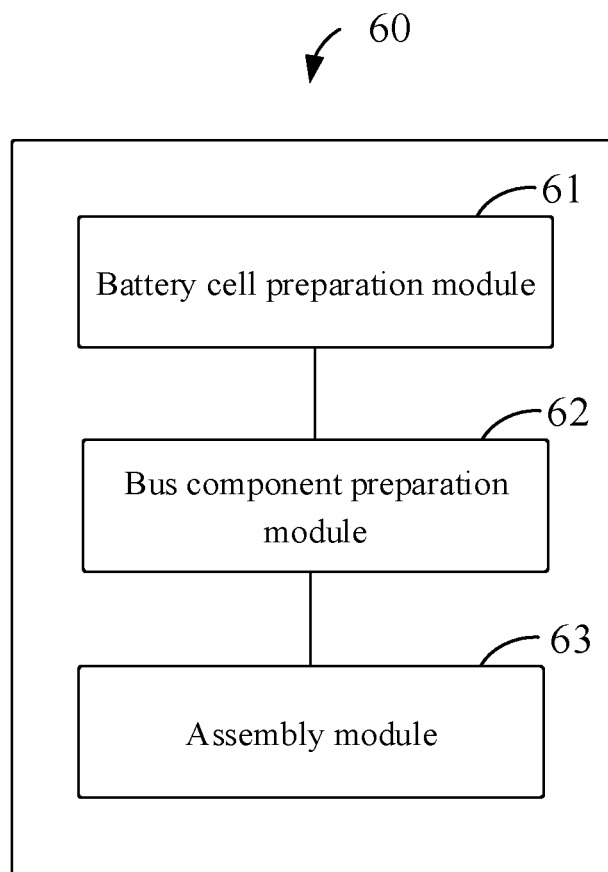 60
61
Battery cell preparation module
62
Bus component preparation
module
63
Assembly module